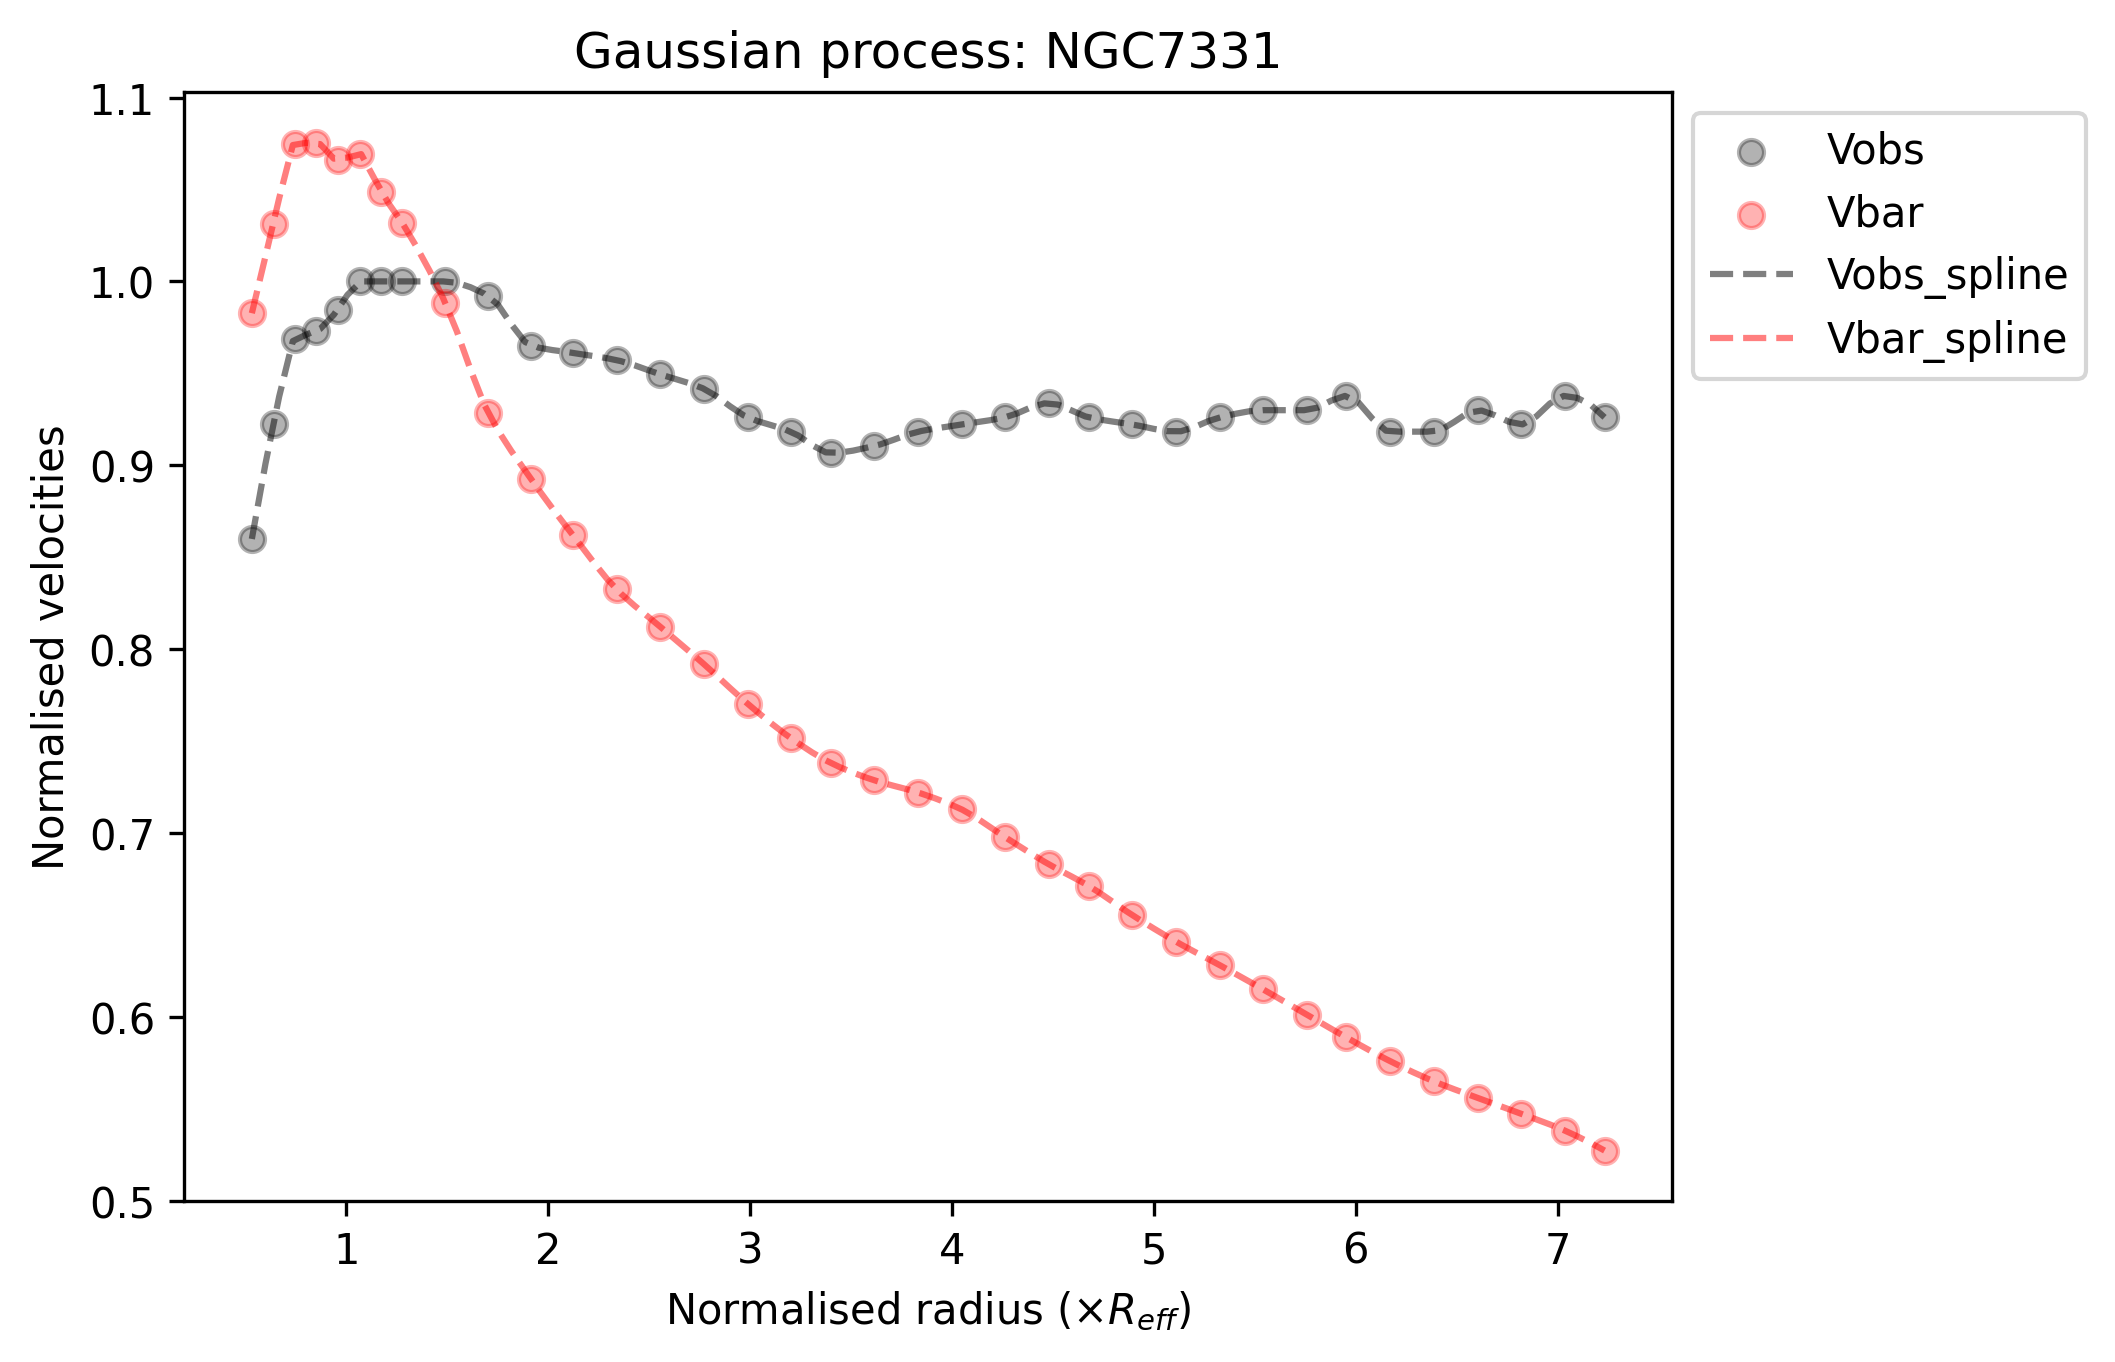 Gaussian process: NGC7331
Normalised velocities
1.1
1.0
0.9
0.8
0.7
0.6
0.5
1 2 3 4 5 6 7
Normalised radius (×R_eff)
Vobs
Vbar
Vobs_spline
Vbar_spline